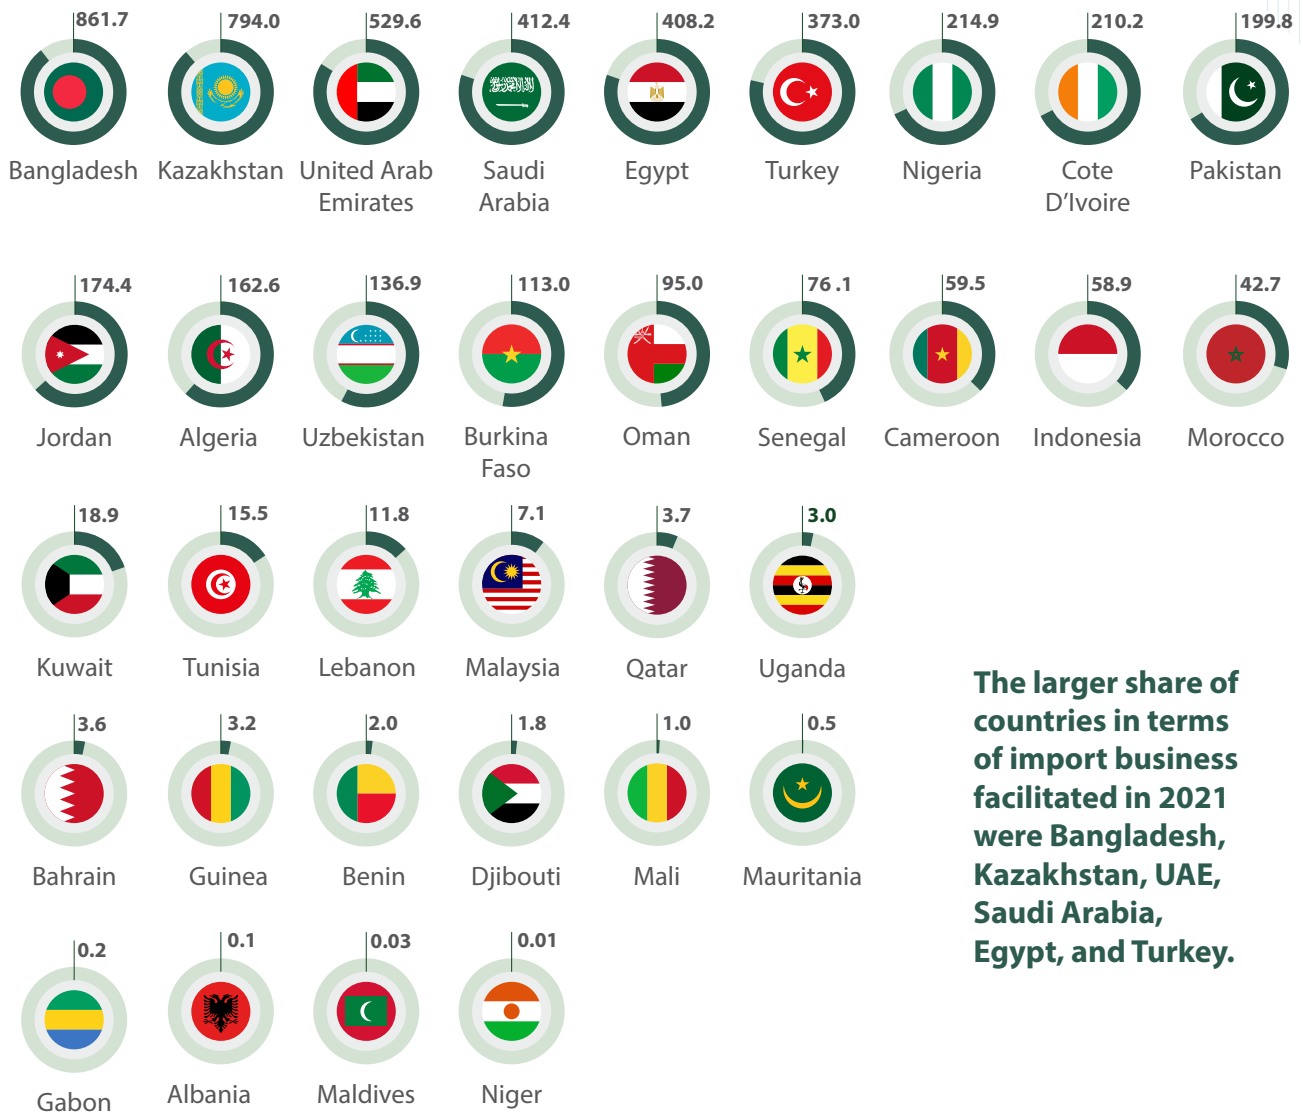 861.7
794.0
529.6
412.4
408.2
373.0
214.9
210.2
199.8
Bangladesh
Kazakhstan
United Arab
Emirates
Saudi
Arabia
Egypt
Turkey
Nigeria
Cote
D’Ivoire
Pakistan
174.4
162.6
136.9
113.0
95.0
76 .1
59.5
58.9
42.7
Jordan
Algeria
Uzbekistan
Burkina
Faso
Oman
Senegal
Cameroon
Indonesia
Morocco
18.9
15.5
11.8
7.1
3.7
3.0
Kuwait
Tunisia
Lebanon
Malaysia
Qatar
Uganda
3.6
3.2
2.0
1.8
1.0
0.5
Bahrain
Guinea
Benin
Djibouti
Mali
Mauritania
0.2
0.1
0.03
0.01
Gabon
Albania
Maldives
Niger
The larger share of
countries in terms
of import business
facilitated in 2021
were Bangladesh,
Kazakhstan, UAE,
Saudi Arabia,
Egypt, and Turkey.